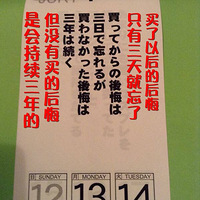 买了以后的后悔
只有三天就忘了
買ってからの後悔は
三日で忘れるが
買わなかった後悔は
三年は続く
但没有买的后悔
是会持续三年的
日 SUNDAY 月 MONDAY 火 TUESDAY
12 13 14